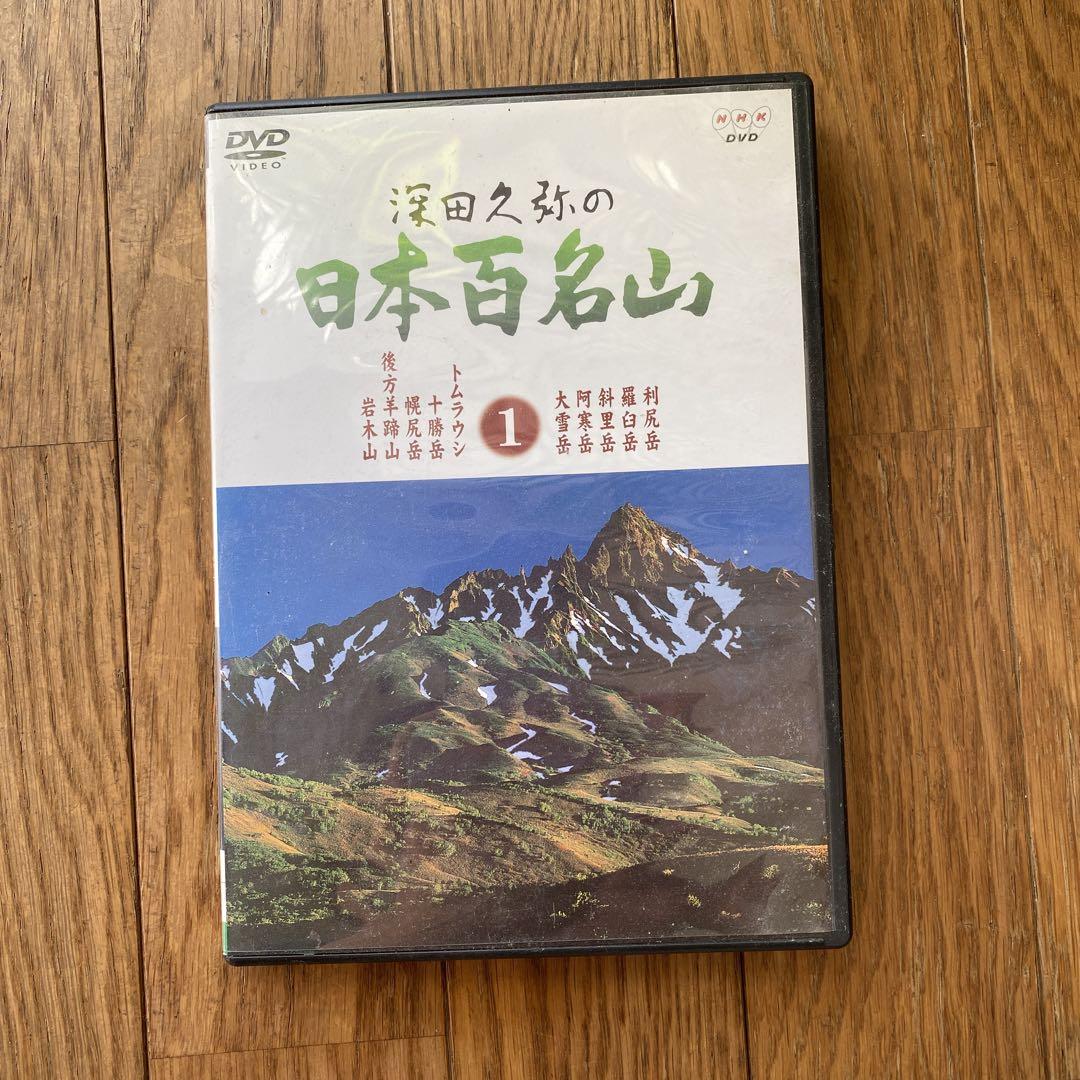 DVD
VIDEO
NHK
DVD
深田久弥の
日本百名山
利尻岳
羅臼岳
斜里岳
阿寒岳
大雪岳
1
トムラウシ
十勝岳
幌尻岳
後方羊蹄山
岩木山